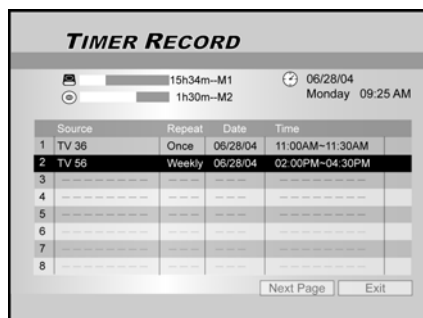 TIMER RECORD
15h34m--M1
06/28/04
1h30m--M2
Monday 09:25 AM
Source Repeat Date Time
1 TV 36 Once 06/28/04 11:00AM~11:30AM
2 TV 56 Weekly 06/28/04 02:00PM~04:30PM
3 -------- --- --- --------
4 -------- --- --- --------
5 -------- --- --- --------
6 -------- --- --- --------
7 -------- --- --- --------
8 -------- --- --- --------
Next Page Exit